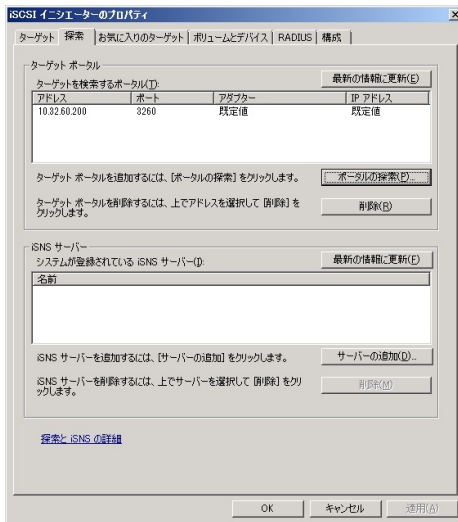 iSCSI イニシエーターのプロパティ
ターゲット 探索 お気に入りのターゲット ボリュームとデバイス RADIUS 構成
ターゲット ポータル
ターゲットを検索するポータル(T): 最新の情報に更新(E)
アドレス ポート アダプター IP アドレス
10.32.60.200 3260 既定値 既定値
ターゲット ポータルを追加するには、[ポータルの探索] をクリックします。 ポータルの探索(P)...
ターゲット ポータルを削除するには、上でアドレスを選択して [削除] を
クリックします。 削除(R)
iSNS サーバー
システムが登録されている iSNS サーバー(I): 最新の情報に更新(F)
名前
iSNS サーバーを追加するには、[サーバーの追加] をクリックします。 サーバーの追加(D)...
iSNS サーバーを削除するには、上でサーバーを選択して [削除] をクリ
ックします。 削除(M)
探索と iSNS の詳細
OK キャンセル 適用(A)